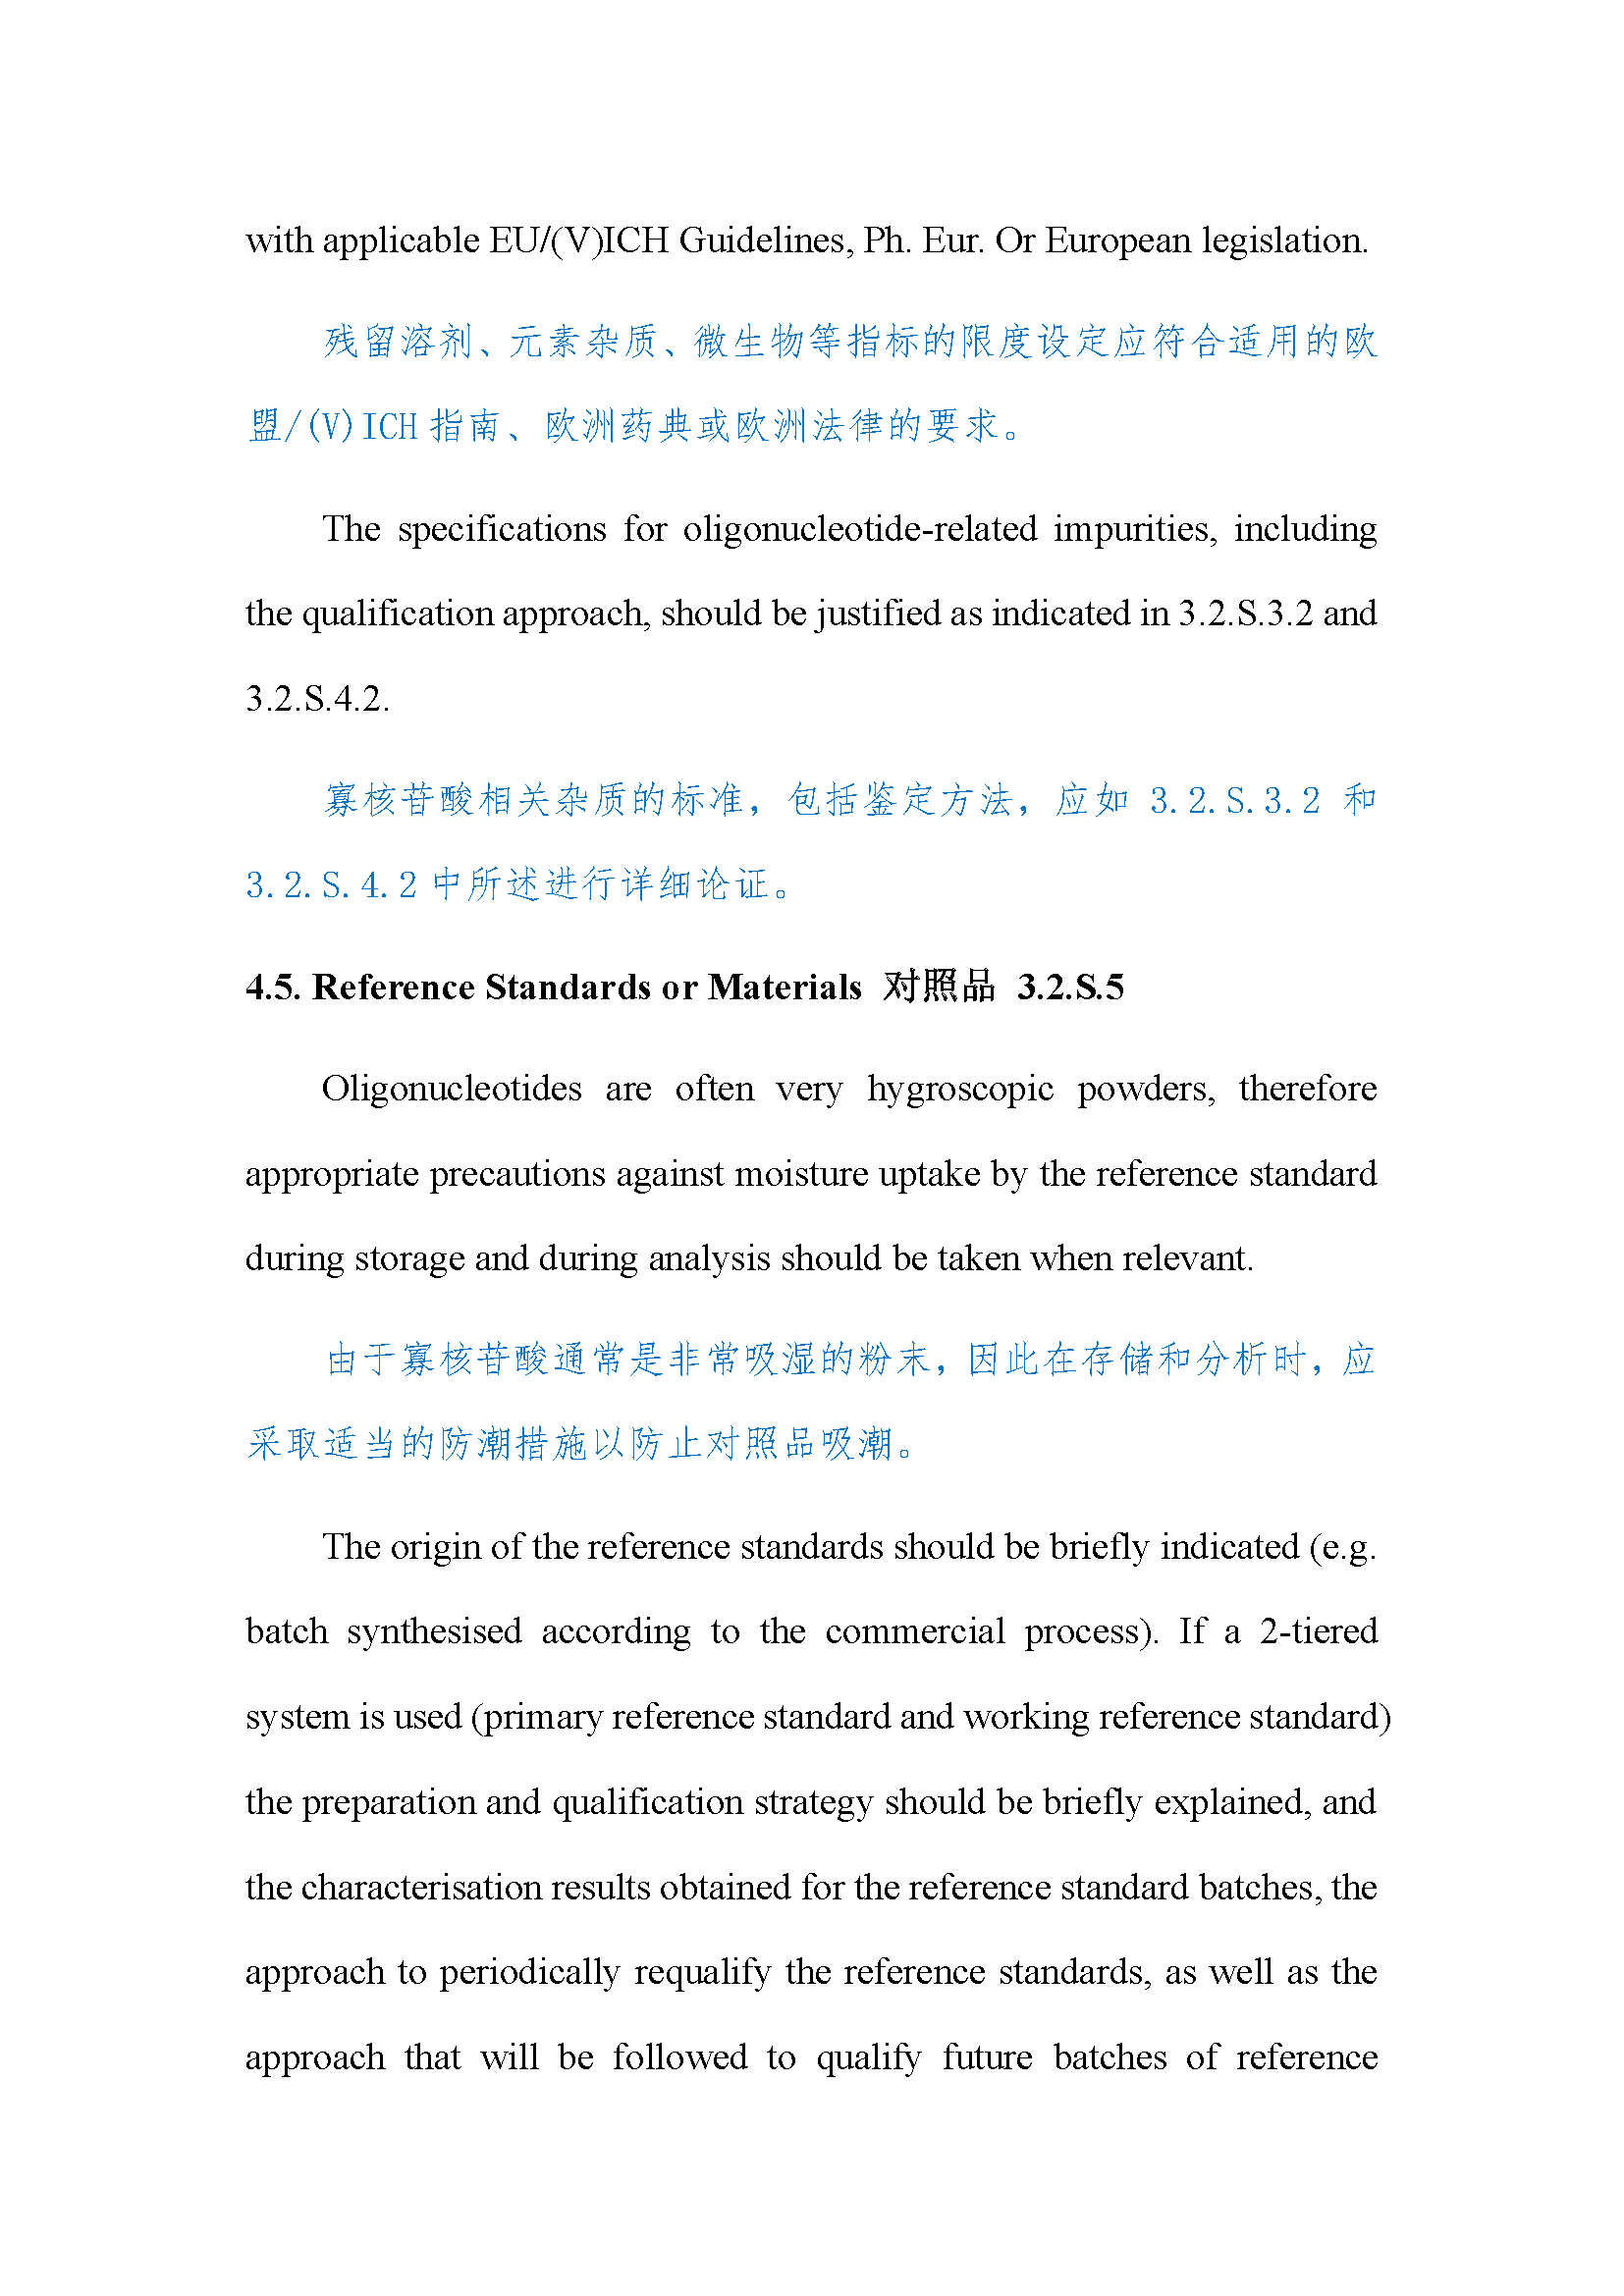 with applicable EU/(V)ICH Guidelines, Ph. Eur. Or European legislation.
残留溶剂、元素杂质、微生物等指标的限度设定应符合适用的欧
盟/(V)ICH 指南、欧洲药典或欧洲法律的要求。
The specifications for oligonucleotide-related impurities, including
the qualification approach, should be justified as indicated in 3.2.S.3.2 and
3.2.S.4.2.
寡核苷酸相关杂质的标准，包括鉴定方法，应如 3.2.S.3.2 和
3.2.S.4.2 中所述进行详细论证。
4.5. Reference Standards or Materials 对照品 3.2.S.5
Oligonucleotides are often very hygroscopic powders, therefore
appropriate precautions against moisture uptake by the reference standard
during storage and during analysis should be taken when relevant.
由于寡核苷酸通常是非常吸湿的粉末，因此在存储和分析时，应
采取适当的防潮措施以防止对照品吸潮。
The origin of the reference standards should be briefly indicated (e.g.
batch synthesised according to the commercial process). If a 2-tiered
system is used (primary reference standard and working reference standard)
the preparation and qualification strategy should be briefly explained, and
the characterisation results obtained for the reference standard batches, the
approach to periodically requalify the reference standards, as well as the
approach that will be followed to qualify future batches of reference